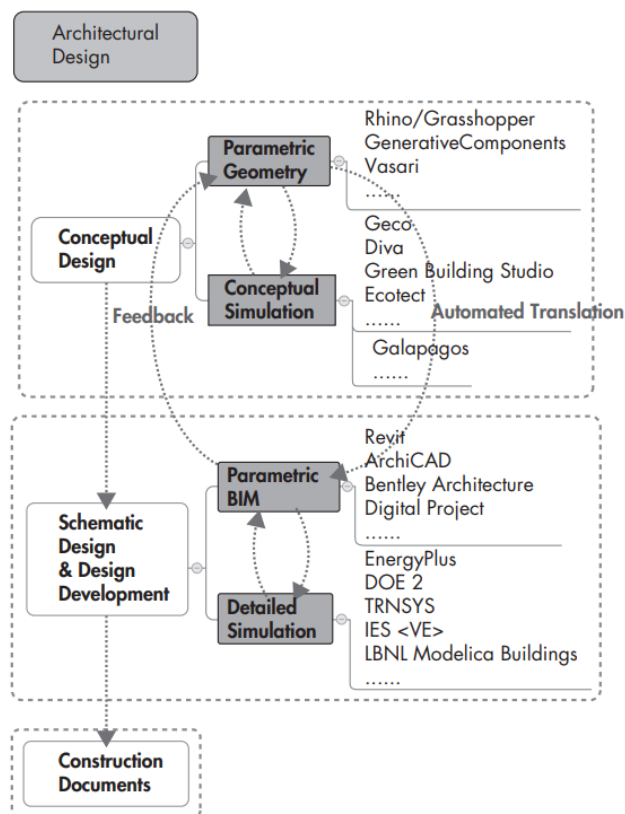 Architectural
Design
Rhino/Grasshopper
GenerativeComponents
Vasari
......
Parametric
Geometry
Geco
Diva
Green Building Studio
Ecotect
......
Conceptual
Design
Conceptual
Simulation
Feedback
Automated Translation
Galapagos
......
Revit
ArchiCAD
Bentley Architecture
Digital Project
......
Parametric
BIM
Schematic
Design
& Design
Development
EnergyPlus
DOE 2
TRNSYS
IES <VE>
LBNL Modelica Buildings
......
Detailed
Simulation
Construction
Documents